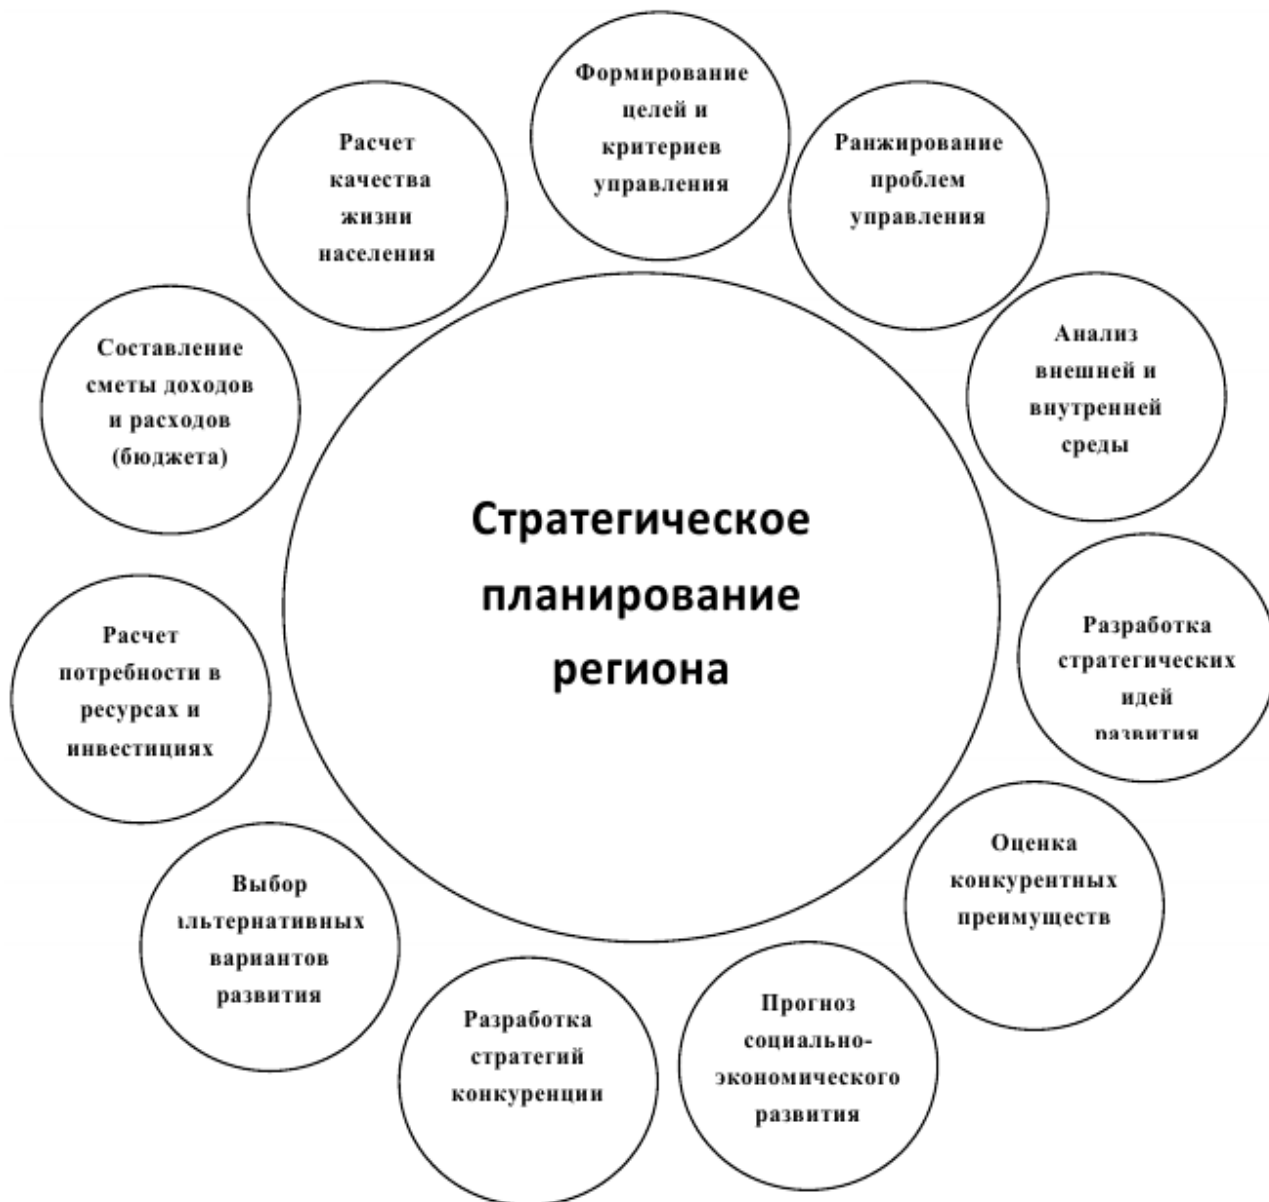 Формирование
целей и
критериев
управления
Ранжирование
проблем
управления
Анализ
внешней и
внутренней
среды
Разработка
стратегических
идей
развития
Оценка
конкурентных
преимуществ
Прогноз
социально-
экономического
развития
Разработка
стратегий
конкуренции
Выбор
альтернативных
вариантов
развития
Расчет
потребности в
ресурсах и
инвестициях
Составление
сметы доходов
и расходов
(бюджета)
Расчет
качества
жизни
населения
Стратегическое
планирование
региона